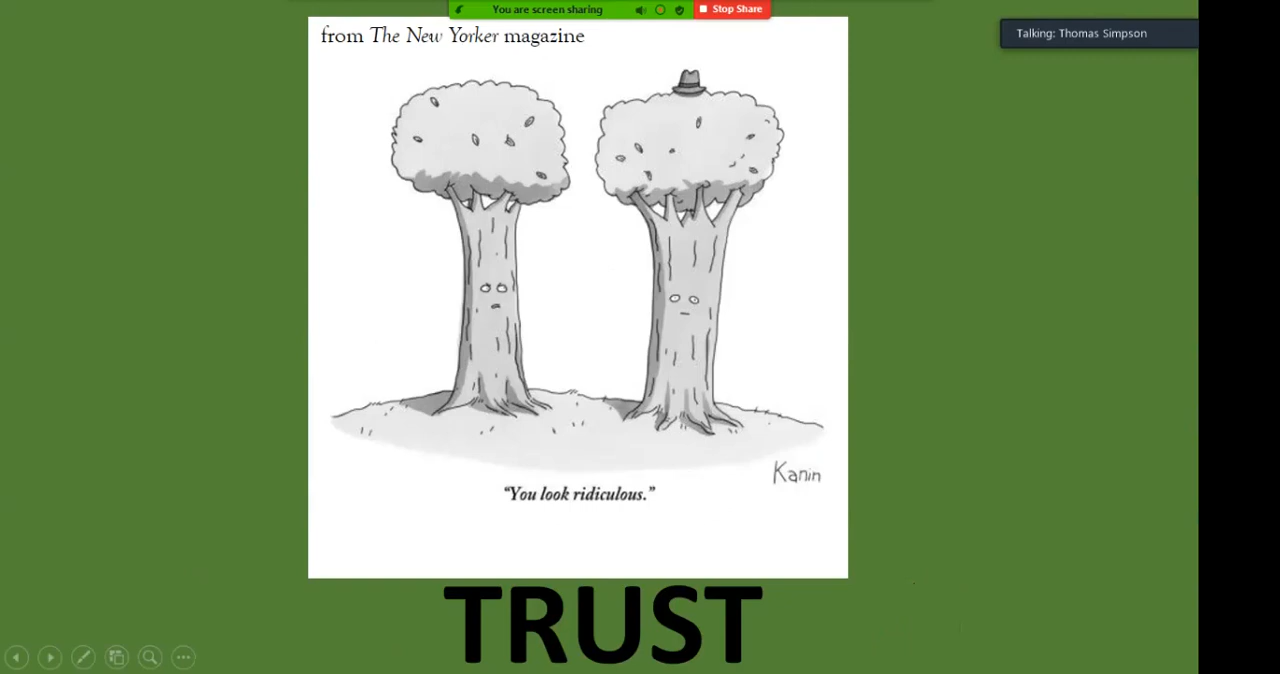 You are screen sharing
Stop Share
Talking: Thomas Simpson
from The New Yorker magazine
Kanin
“You look ridiculous.”
TRUST